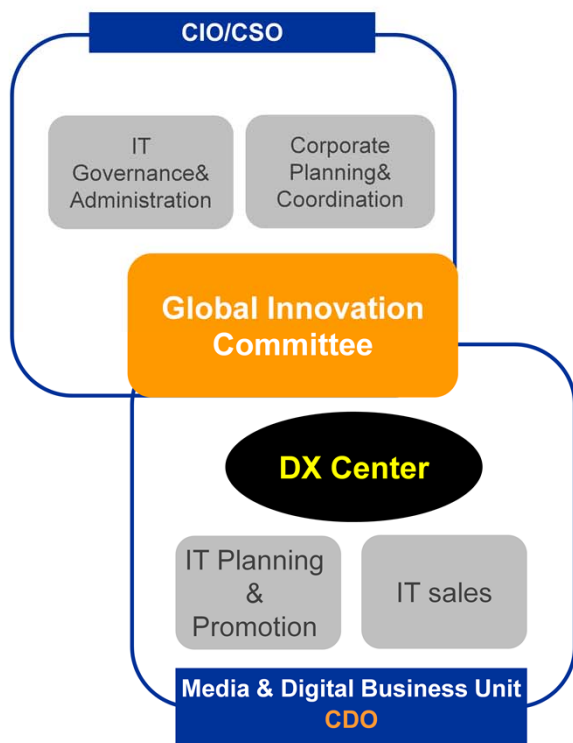 CIO/CSO
IT
Governance&
Administration
Corporate
Planning&
Coordination
Global Innovation
Committee
DX Center
IT Planning
&
Promotion
IT sales
Media & Digital Business Unit
CDO